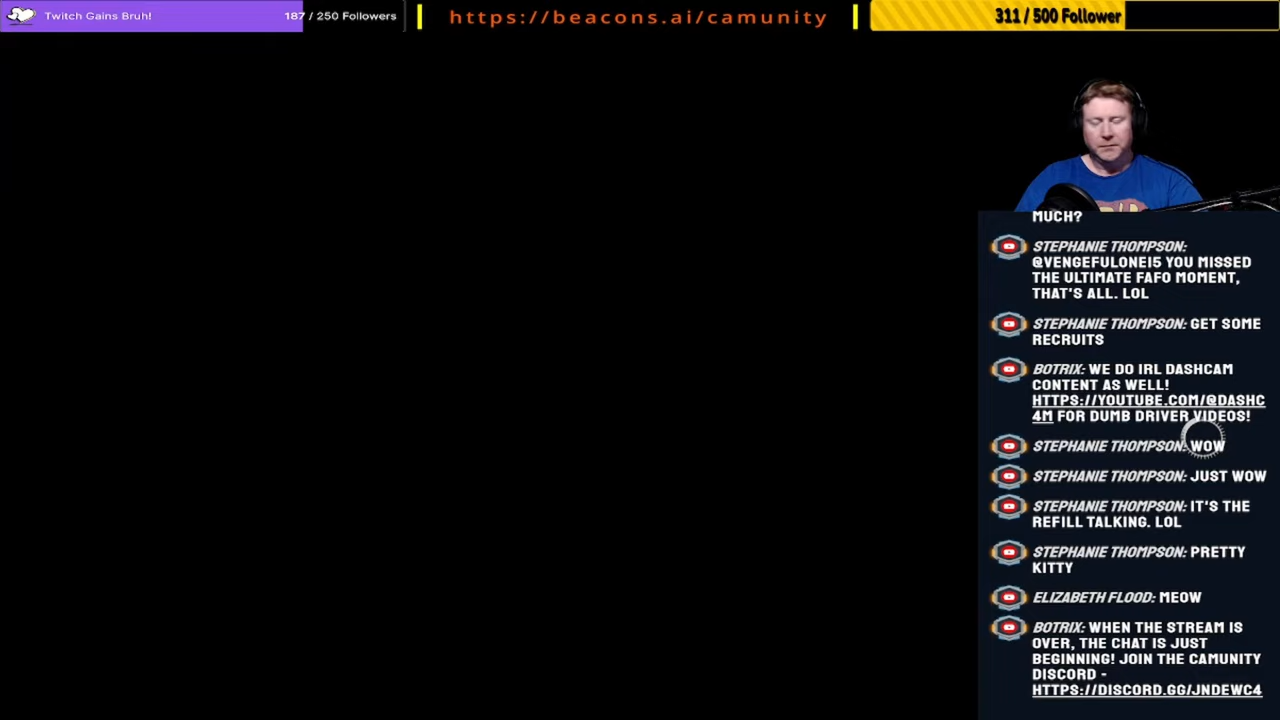 Twitch Gains Bruh!
187 / 250 Followers
https://beacons.ai/camunity
311 / 500 Follower
MUCH?
STEPHANIE THOMPSON:
@VENGEFULONE15 YOU MISSED
THE ULTIMATE FAFO MOMENT,
THAT'S ALL. LOL
STEPHANIE THOMPSON: GET SOME
RECRUITS
BOTRIX: WE DO IRL DASHCAM
CONTENT AS WELL!
HTTPS://YOUTUBE.COM/@DASHC
4M FOR DUMB DRIVER VIDEOS!
STEPHANIE THOMPSON: WOW
STEPHANIE THOMPSON: JUST WOW
STEPHANIE THOMPSON: IT'S THE
REFILL TALKING. LOL
STEPHANIE THOMPSON: PRETTY
KITTY
ELIZABETH FLOOD: MEOW
BOTRIX: WHEN THE STREAM IS
OVER, THE CHAT IS JUST
BEGINNING! JOIN THE CAMUNITY
DISCORD -
HTTPS://DISCORD.GG/JNDEWC4